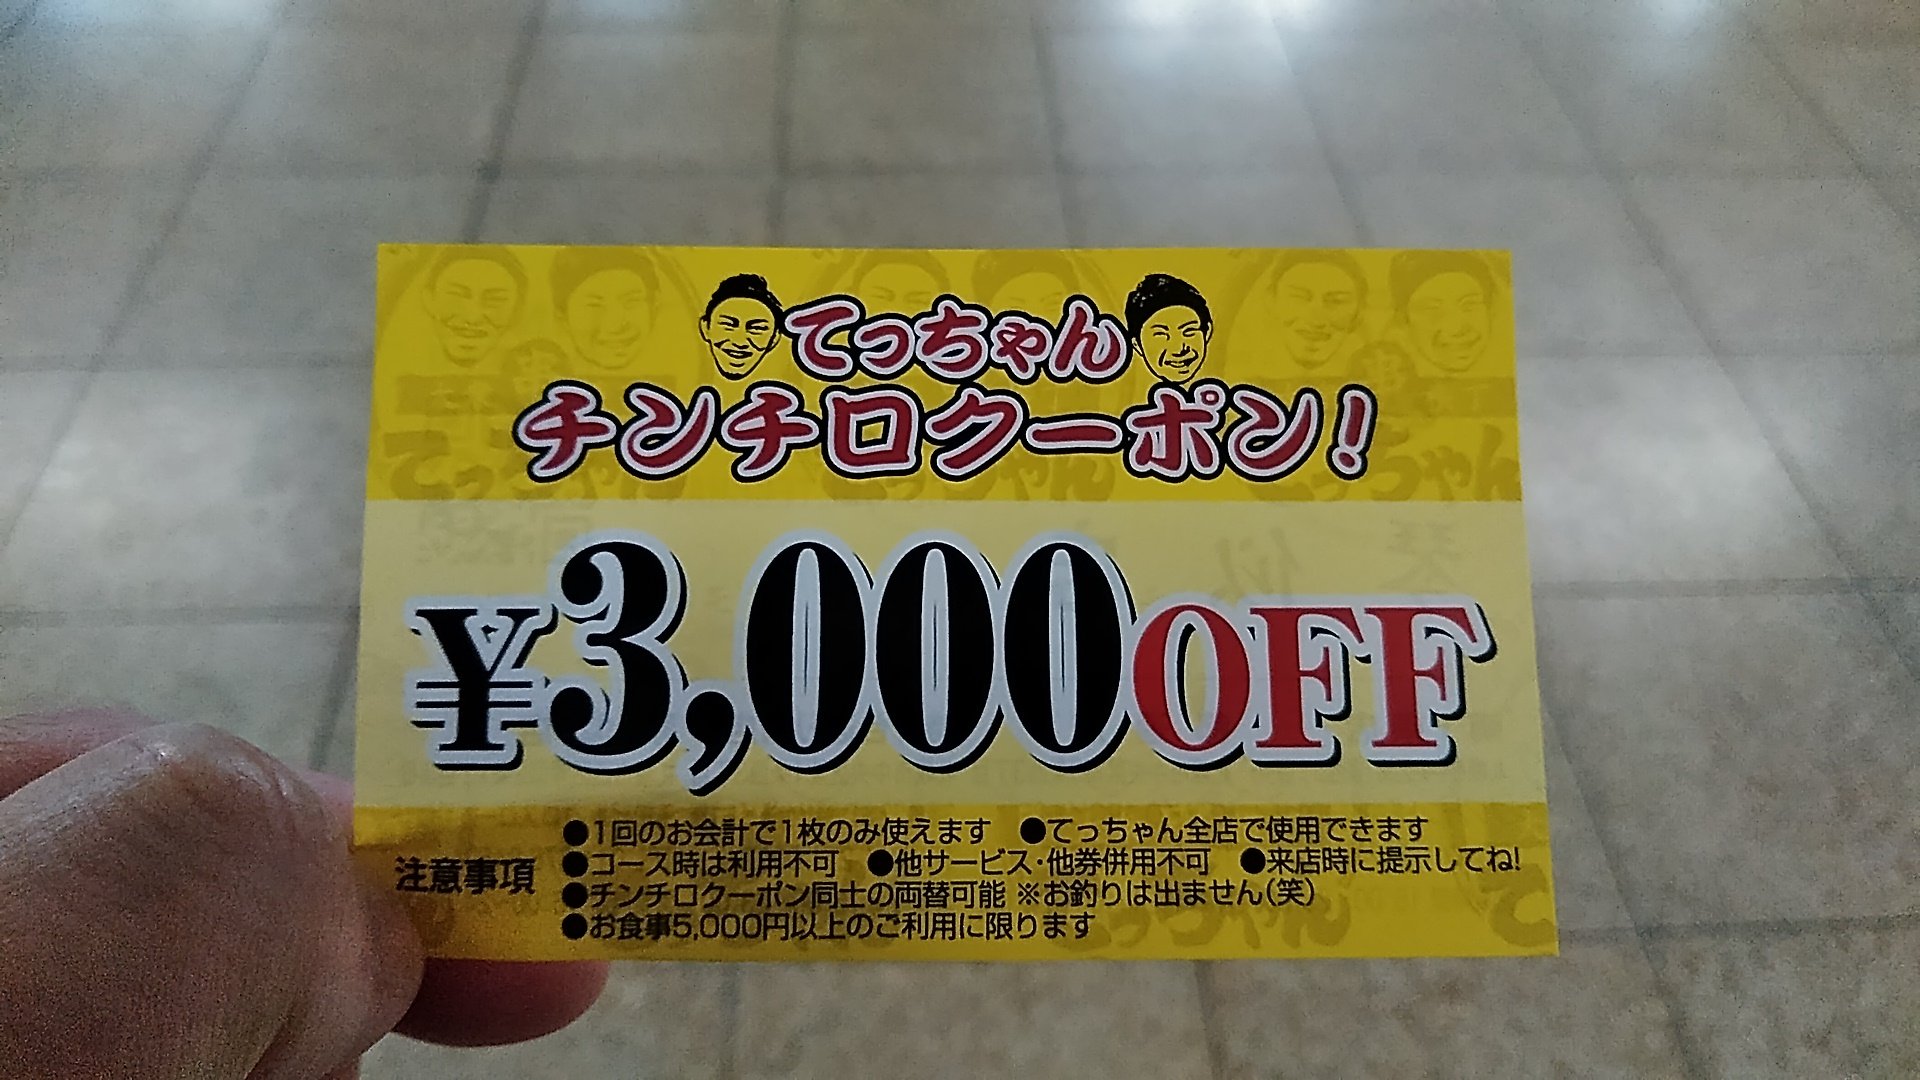 てっちゃん
チンチロクーポン!
¥3,000OFF
注意事項
●1回のお会計で1枚のみ使えます ●てっちゃん全店で使用できます
●コース時は利用不可 ●他サービス・他券併用不可 ●来店時に提示してね!
●チンチロクーポン同士の両替可能 ※お釣りは出ません(笑)
●お食事5,000円以上のご利用に限ります